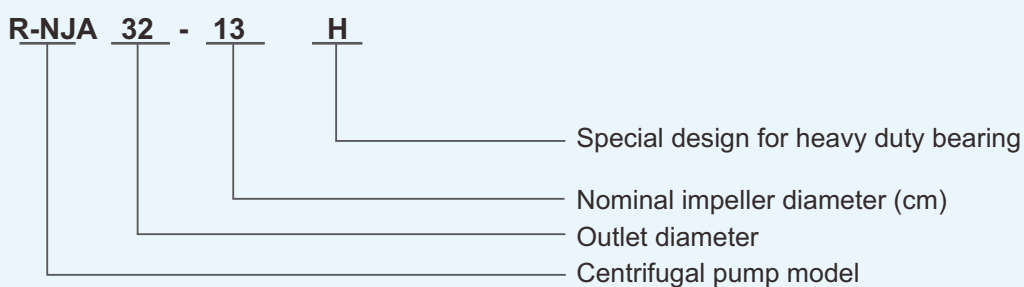 R-NJA 32 - 13 H
Special design for heavy duty bearing
Nominal impeller diameter (cm)
Outlet diameter
Centrifugal pump model